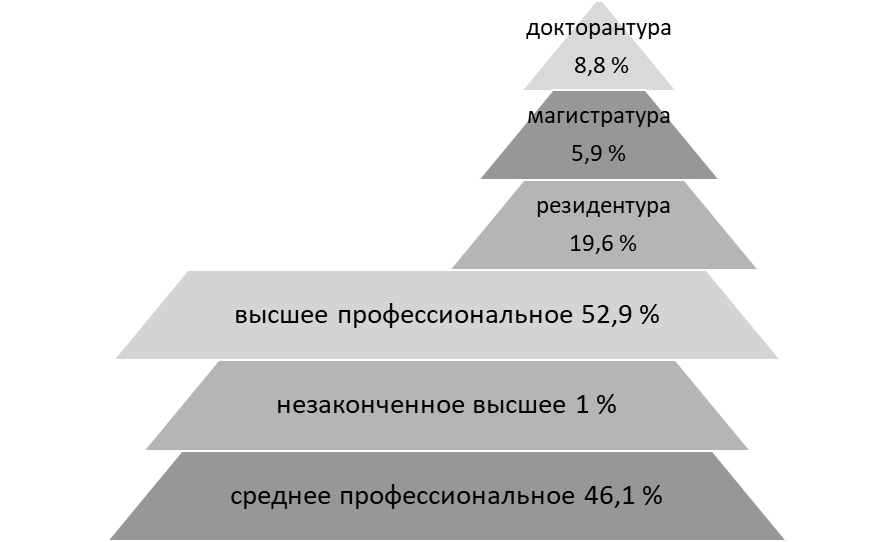 докторантура
8,8 %
магистратура
5,9 %
резидентура
19,6 %
высшее профессиональное 52,9 %
незаконченное высшее 1 %
среднее профессиональное 46,1 %